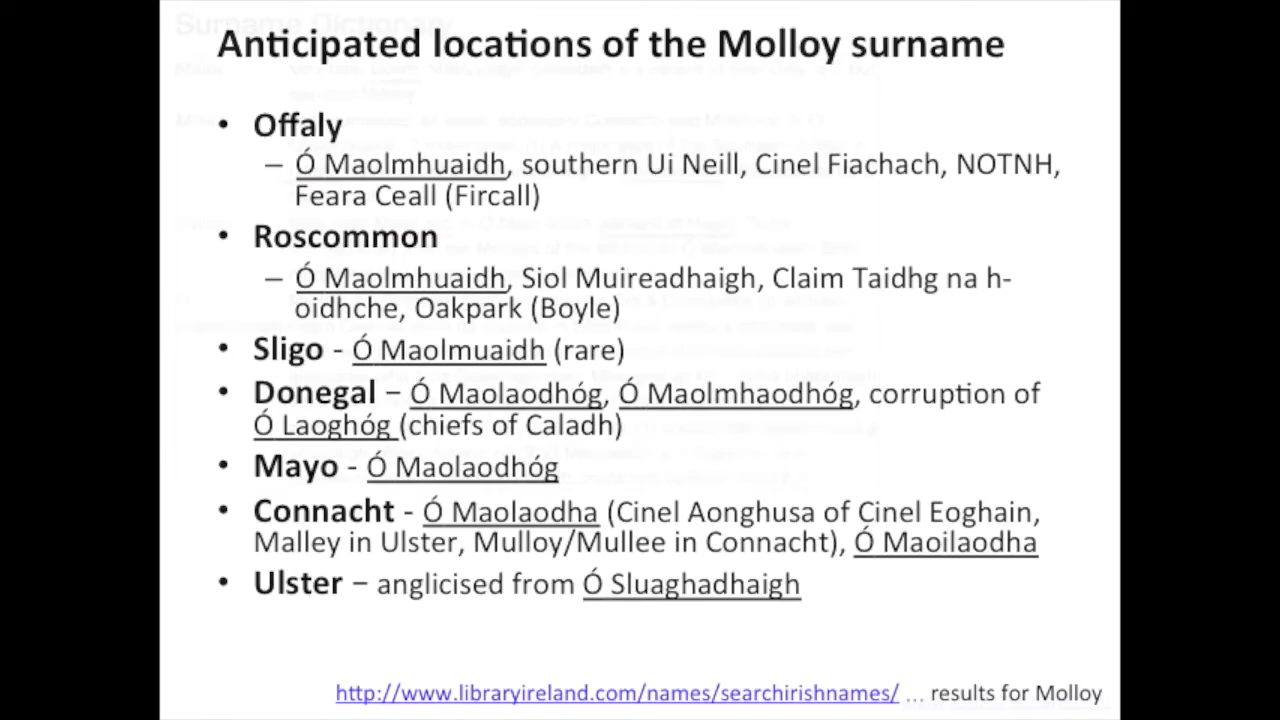 Anticipated locations of the Molloy surname
• Offaly
– Ó Maolmhuaidh, southern Ui Neill, Cinel Fiachach, NOTNH,
Feara Ceall (Fircall)
• Roscommon
– Ó Maolmhuaidh, Siol Muireadhaigh, Claim Taidhg na h-
oidhche, Oakpark (Boyle)
• Sligo - Ó Maolmuaidh (rare)
• Donegal – Ó Maolaodhóg, Ó Maolmhaodhóg, corruption of
Ó Laoghóg (chiefs of Caladh)
• Mayo - Ó Maolaodhóg
• Connacht - Ó Maolaodha (Cinel Aonghusa of Cinel Eoghain,
Malley in Ulster, Mulloy/Mullee in Connacht), Ó Maoilaodha
• Ulster – anglicised from Ó Sluaghadhaigh
http://www.libraryireland.com/names/searchirishnames/ ... results for Molloy